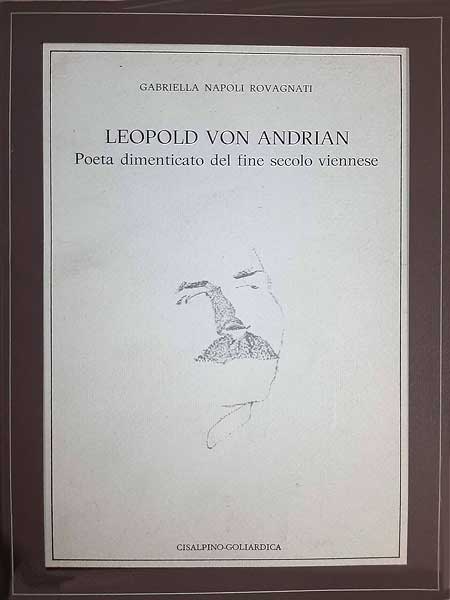 GABRIELLA NAPOLI ROVAGNATI
LEOPOLD VON ANDRIAN
Poeta dimenticato del fine secolo viennese
CISALPINO-GOLIARDICA